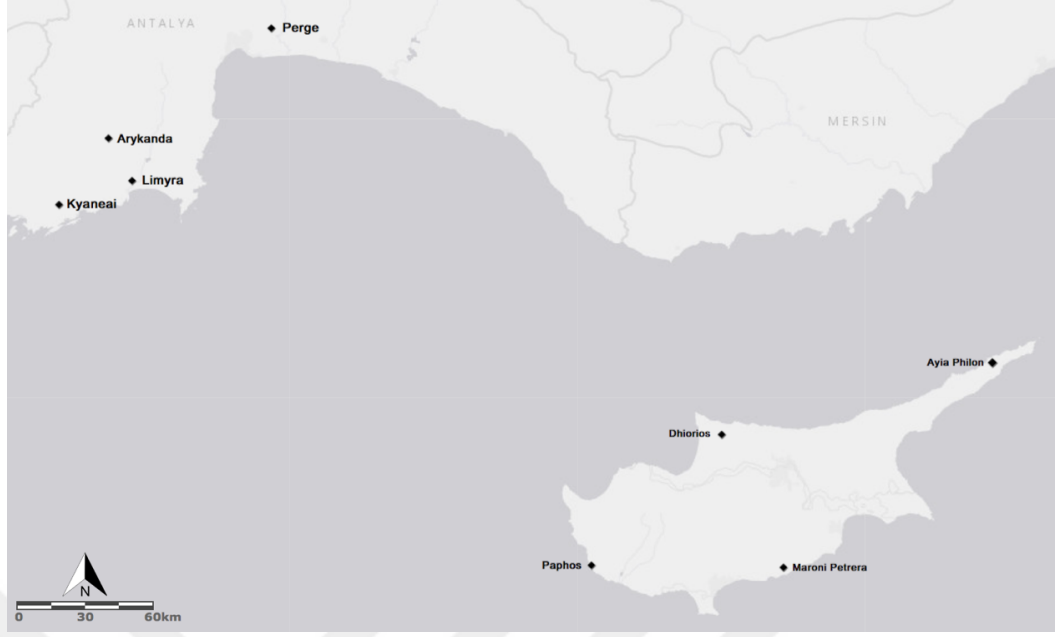 ANTALYA
Perge
Arykanda
MERSIN
Limyra
Kyaneai
Ayia Philon
Dhiorios
Paphos
Maroni Petrera
N
0 30 60km